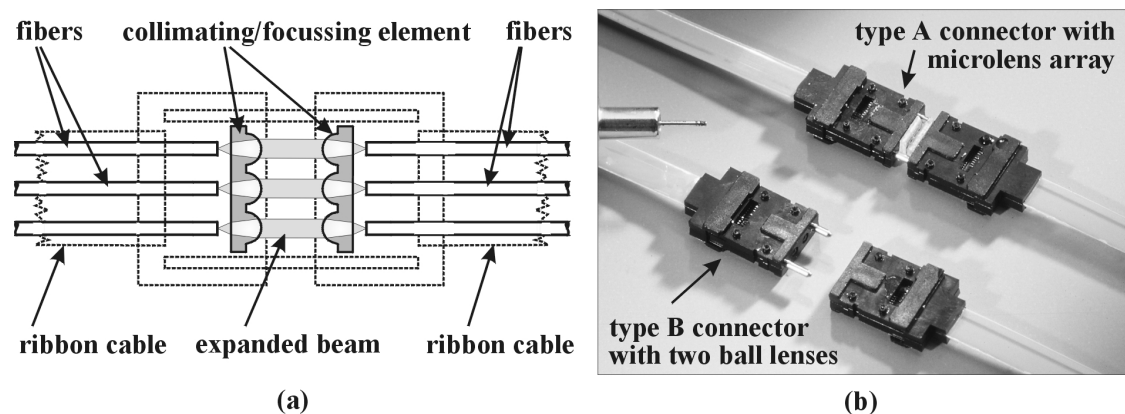 fibers
collimating/focussing element
fibers
ribbon cable
expanded beam
ribbon cable
(a)
type A connector with
microlens array
type B connector
with two ball lenses
(b)